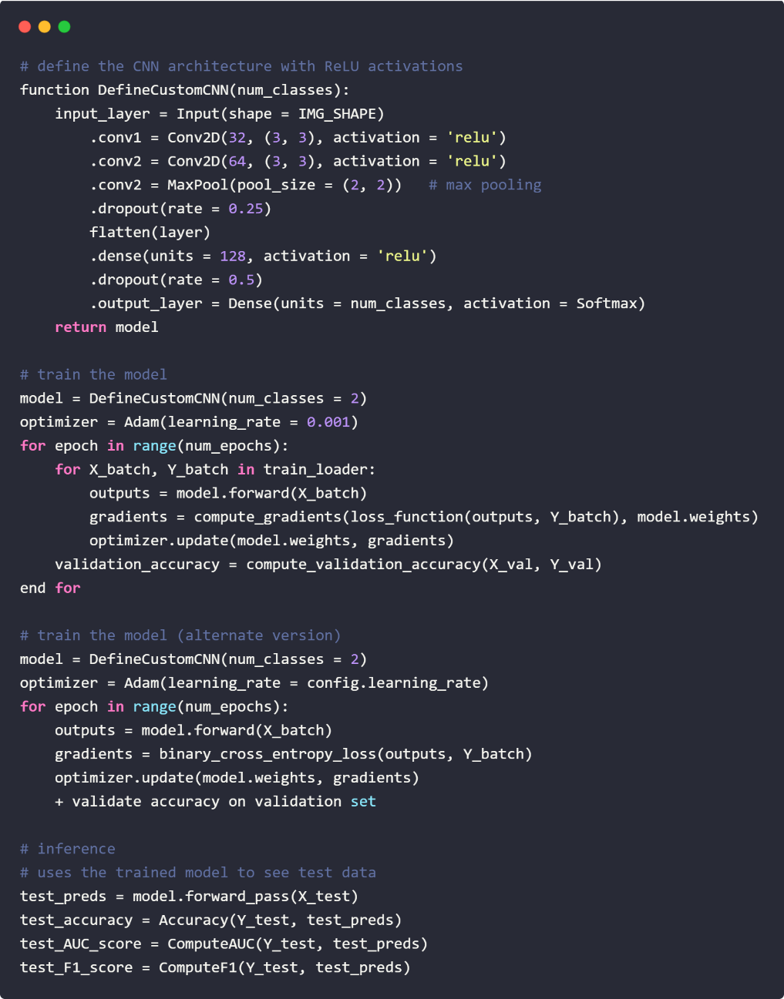 # define the CNN architecture with ReLU activations
function DefineCustomCNN(num_classes):
    input_layer = Input(shape = IMG_SHAPE)
        .conv1 = Conv2D(32, (3, 3), activation = 'relu')
        .conv2 = Conv2D(64, (3, 3), activation = 'relu')
        .conv2 = MaxPool(pool_size = (2, 2))   # max pooling
        .dropout(rate = 0.25)
        flatten(layer)
        .dense(units = 128, activation = 'relu')
        .dropout(rate = 0.5)
        .output_layer = Dense(units = num_classes, activation = Softmax)
    return model

# train the model
model = DefineCustomCNN(num_classes = 2)
optimizer = Adam(learning_rate = 0.001)
for epoch in range(num_epochs):
    for X_batch, Y_batch in train_loader:
        outputs = model.forward(X_batch)
        gradients = compute_gradients(loss_function(outputs, Y_batch), model.weights)
        optimizer.update(model.weights, gradients)
    validation_accuracy = compute_validation_accuracy(X_val, Y_val)
end for

# train the model (alternate version)
model = DefineCustomCNN(num_classes = 2)
optimizer = Adam(learning_rate = config.learning_rate)
for epoch in range(num_epochs):
    outputs = model.forward(X_batch)
    gradients = binary_cross_entropy_loss(outputs, Y_batch)
    optimizer.update(model.weights, gradients)
    + validate accuracy on validation set

# inference
# uses the trained model to see test data
test_preds = model.forward_pass(X_test)
test_accuracy = Accuracy(Y_test, test_preds)
test_AUC_score = ComputeAUC(Y_test, test_preds)
test_F1_score = ComputeF1(Y_test, test_preds)